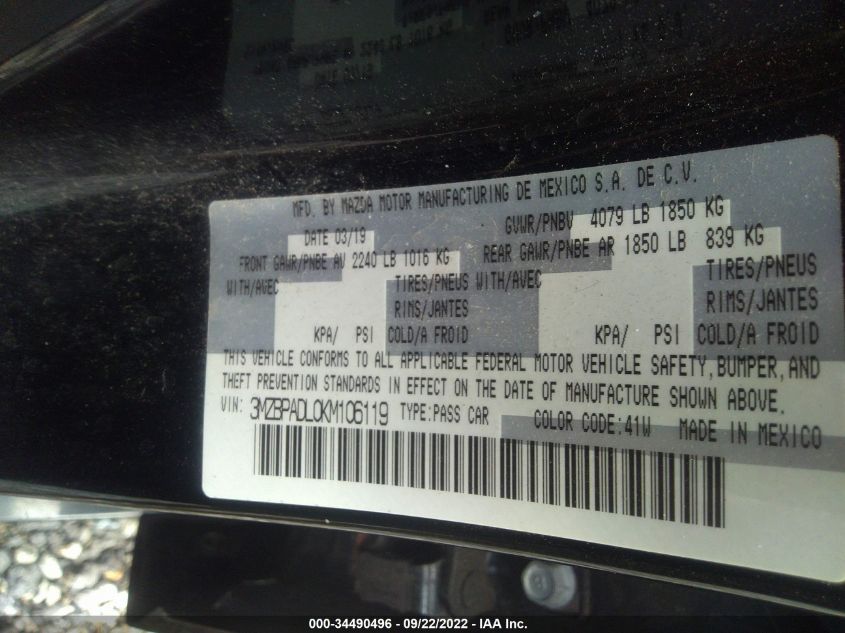 MFD. BY MAZDA MOTOR MANUFACTURING DE MEXICO S.A. DE C.V.
DATE 03/19 GVWR/PNBV 4079 LB 1850 KG
FRONT GAWR/PNBE AV 2240 LB 1016 KG REAR GAWR/PNBE AR 1850 LB 839 KG
WITH/AVEC TIRES/PNEUS WITH/AVEC TIRES/PNEUS
RIMS/JANTES RIMS/JANTES
KPA/ PSI COLD/A FROID KPA/ PSI COLD/A FROID
THIS VEHICLE CONFORMS TO ALL APPLICABLE FEDERAL MOTOR VEHICLE SAFETY, BUMPER, AND
THEFT PREVENTION STANDARDS IN EFFECT ON THE DATE OF MANUFACTURE SHOWN ABOVE.
VIN: 3MZBPADL0KM106119 TYPE:PASS CAR COLOR CODE:41W MADE IN MEXICO
000-34490496 - 09/22/2022 - IAA Inc.